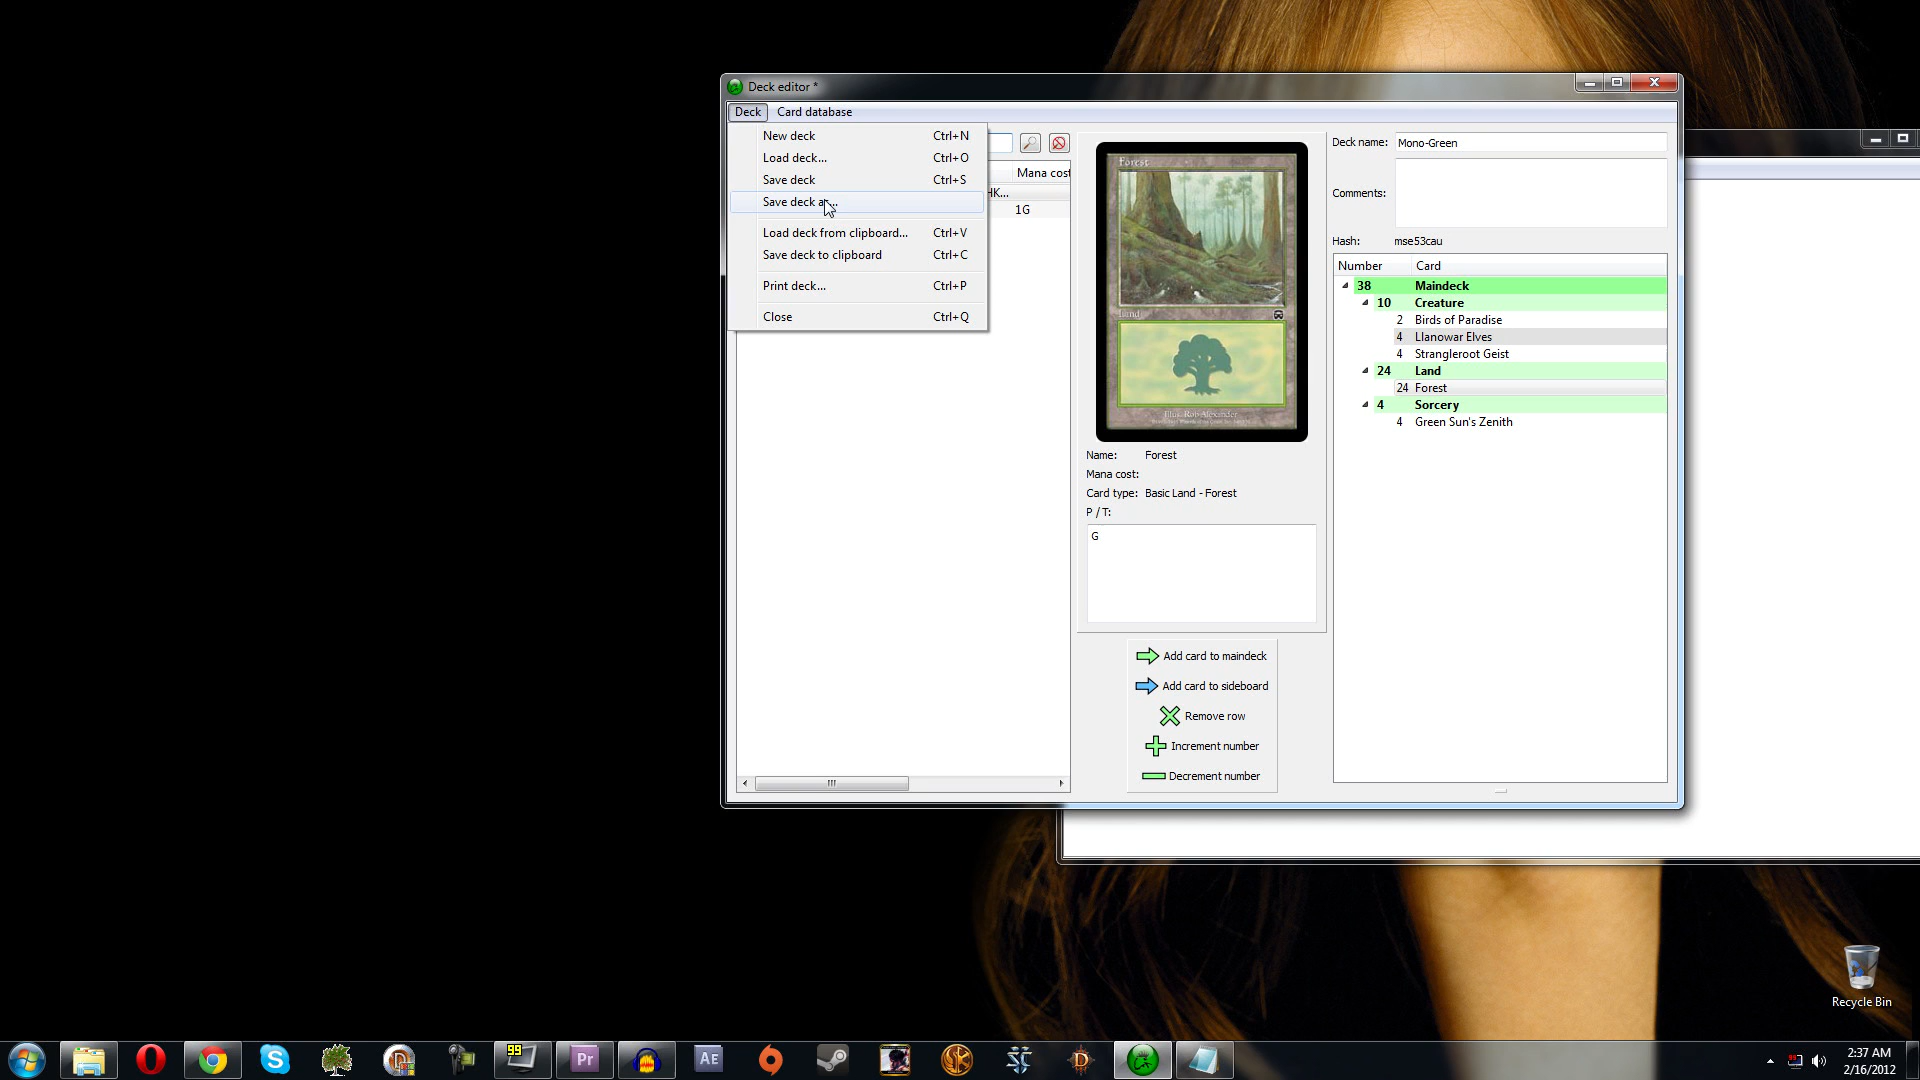 Deck editor *
Deck Card database
New deck Ctrl+N
Load deck... Ctrl+O
Save deck Ctrl+S
Save deck a...
Load deck from clipboard... Ctrl+V
Save deck to clipboard Ctrl+C
Print deck... Ctrl+P
Close Ctrl+Q
Mana cost
HK...
1G
Forest
Land
Illus. Rob Alexander
Name: Forest
Mana cost:
Card type: Basic Land - Forest
P / T:
G
Add card to maindeck
Add card to sideboard
Remove row
Increment number
Decrement number
Deck name: Mono-Green
Comments:
Hash: mse53cau
Number Card
38 Maindeck
10 Creature
2 Birds of Paradise
4 Llanowar Elves
4 Strangleroot Geist
24 Land
24 Forest
4 Sorcery
4 Green Sun's Zenith
Recycle Bin
99
Pr
AE
2:37 AM
2/16/2012